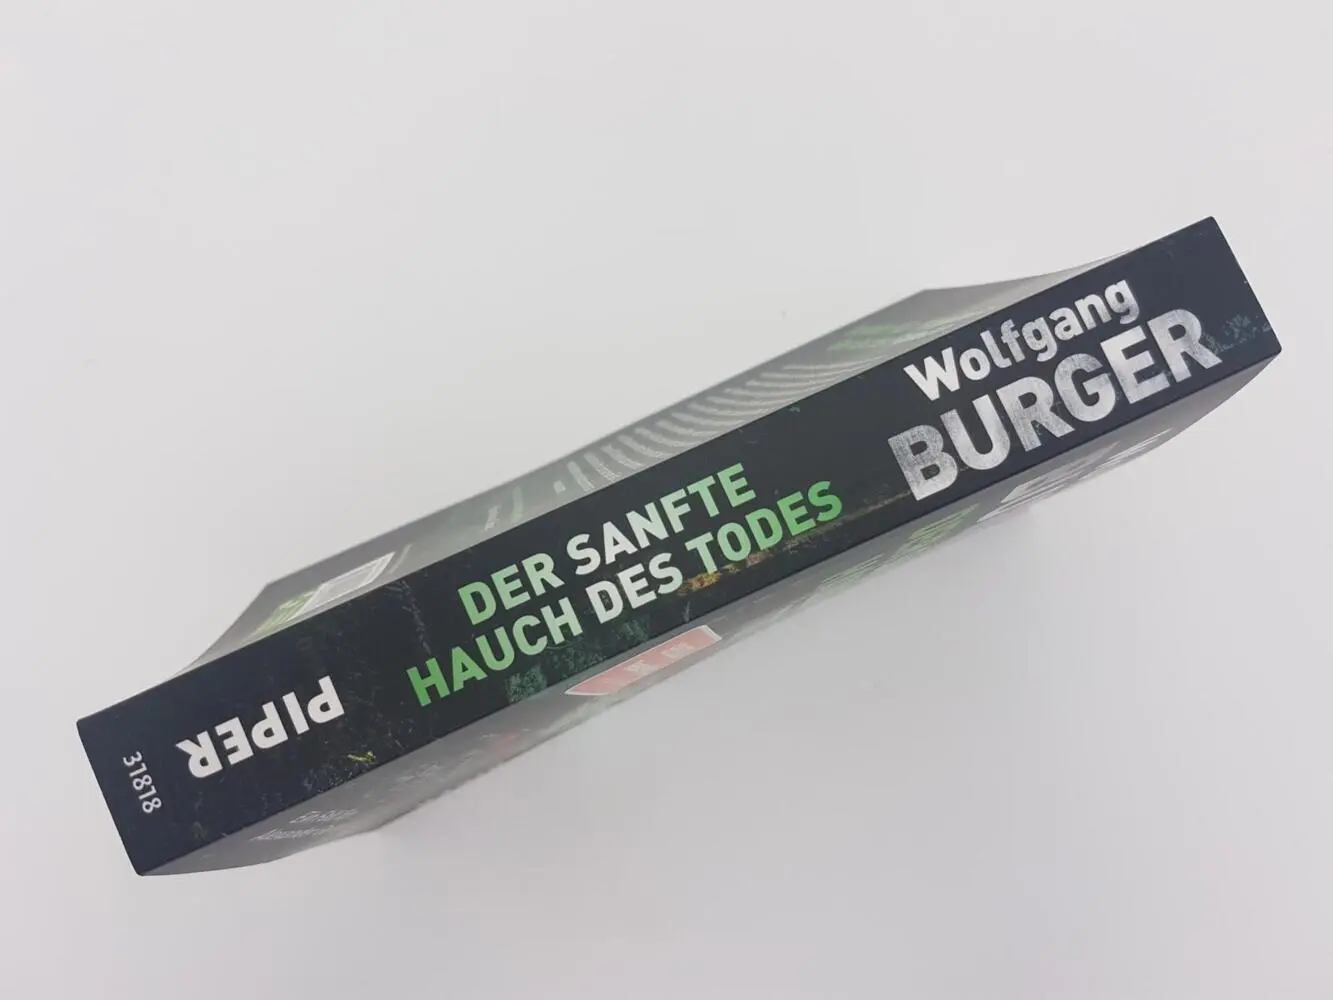 Wolfgang
BURGER
DER SANFTE
HAUCH DES TODES
PIPER
31818